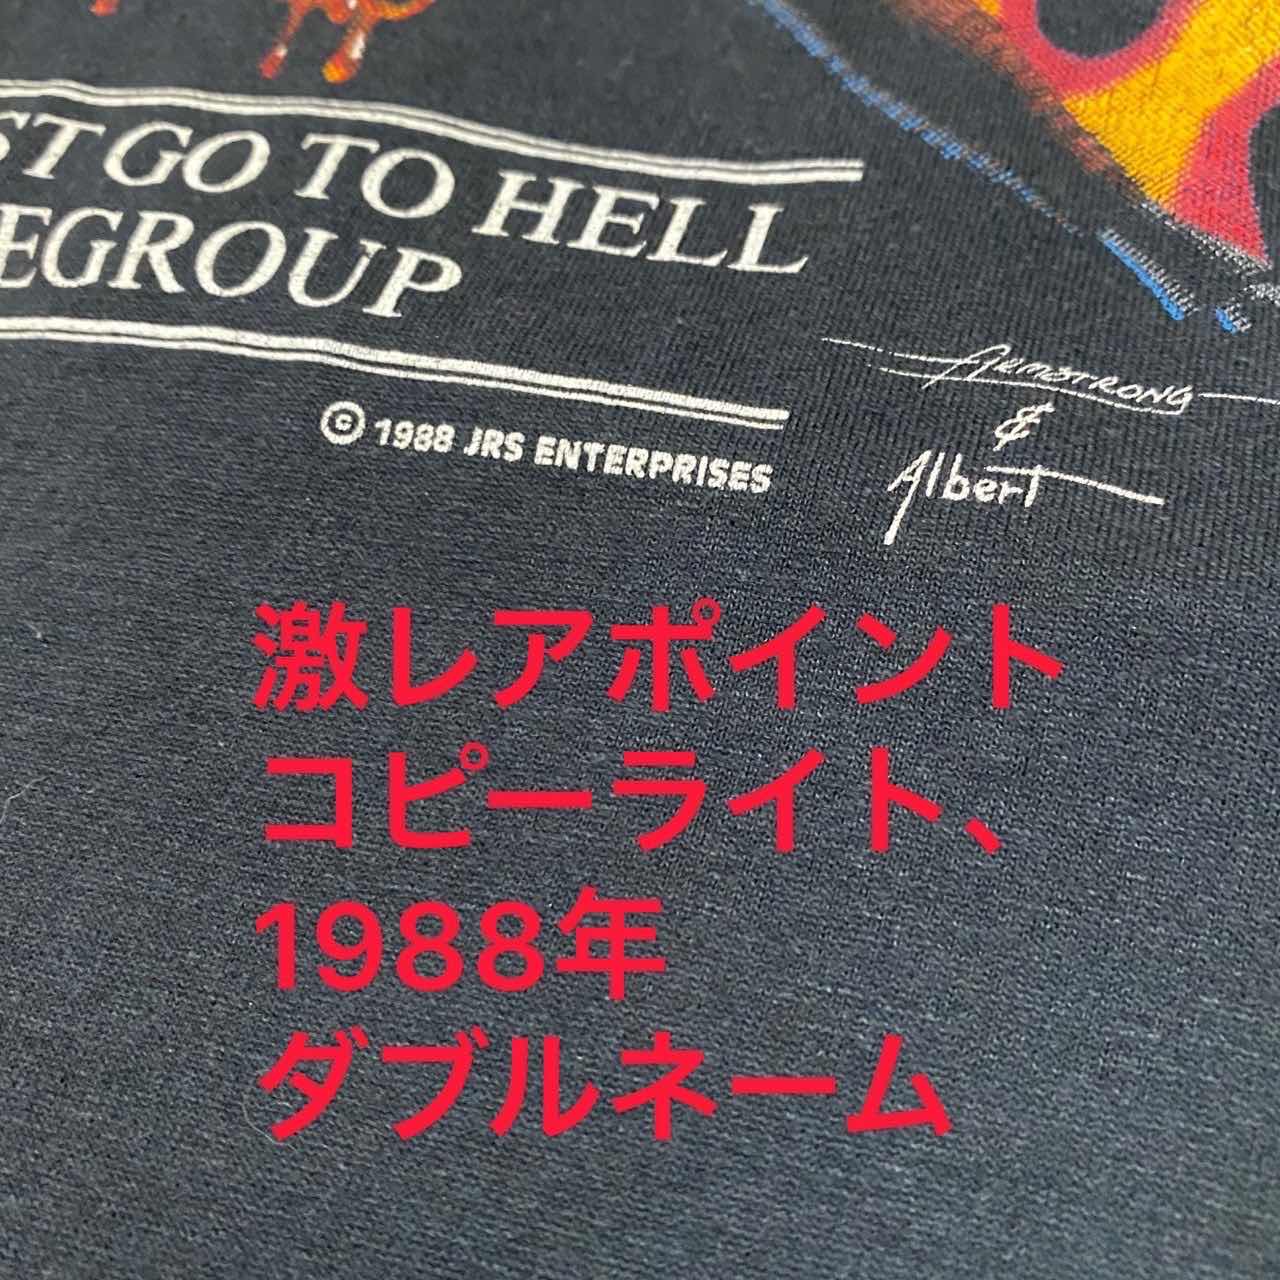 ST GO TO HELL
EGROUP
© 1988 JRS ENTERPRISES
ARMSTRONG
&
Albert
激レアポイント
コピーライト、
1988年
ダブルネーム